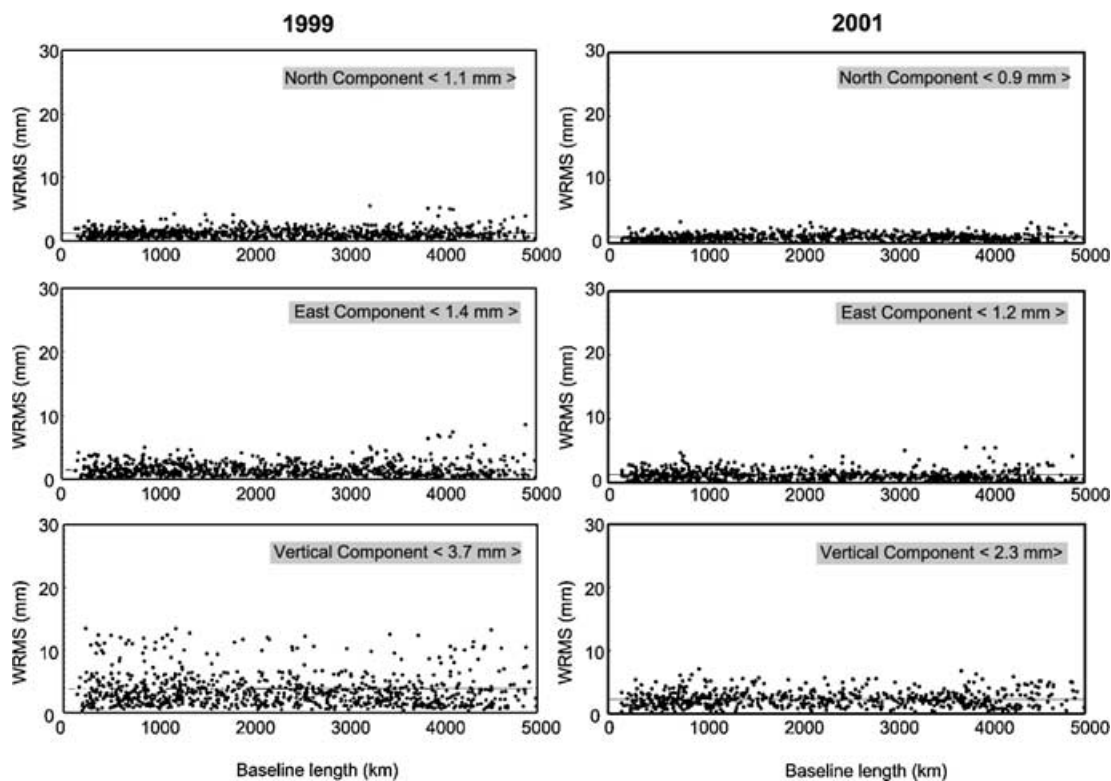 1999
2001
30
North Component < 1.1 mm >
WRMS (mm)
20
10
0
0 1000 2000 3000 4000 5000
30
North Component < 0.9 mm >
WRMS (mm)
20
10
0
0 1000 2000 3000 4000 5000
30
East Component < 1.4 mm >
WRMS (mm)
20
10
0
0 1000 2000 3000 4000 5000
30
East Component < 1.2 mm >
WRMS (mm)
20
10
0
0 1000 2000 3000 4000 5000
30
Vertical Component < 3.7 mm >
WRMS (mm)
20
10
0
0 1000 2000 3000 4000 5000
Baseline length (km)
30
Vertical Component < 2.3 mm>
WRMS (mm)
20
10
0
0 1000 2000 3000 4000 5000
Baseline length (km)